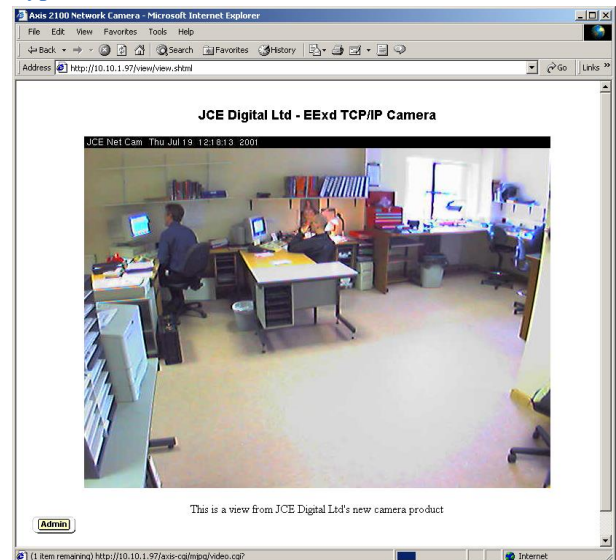 Axis 2100 Network Camera - Microsoft Internet Explorer
File Edit View Favorites Tools Help
Back Search Favorites History
Address http://10.10.1.97/view/view.shtml Go Links »
JCE Digital Ltd - EExd TCP/IP Camera
JCE Net Cam Thu Jul 19 12:18:13 2001
This is a view from JCE Digital Ltd's new camera product
Admin
(1 item remaining) http://10.10.1.97/axis-cgi/mjpg/video.cgi? Internet